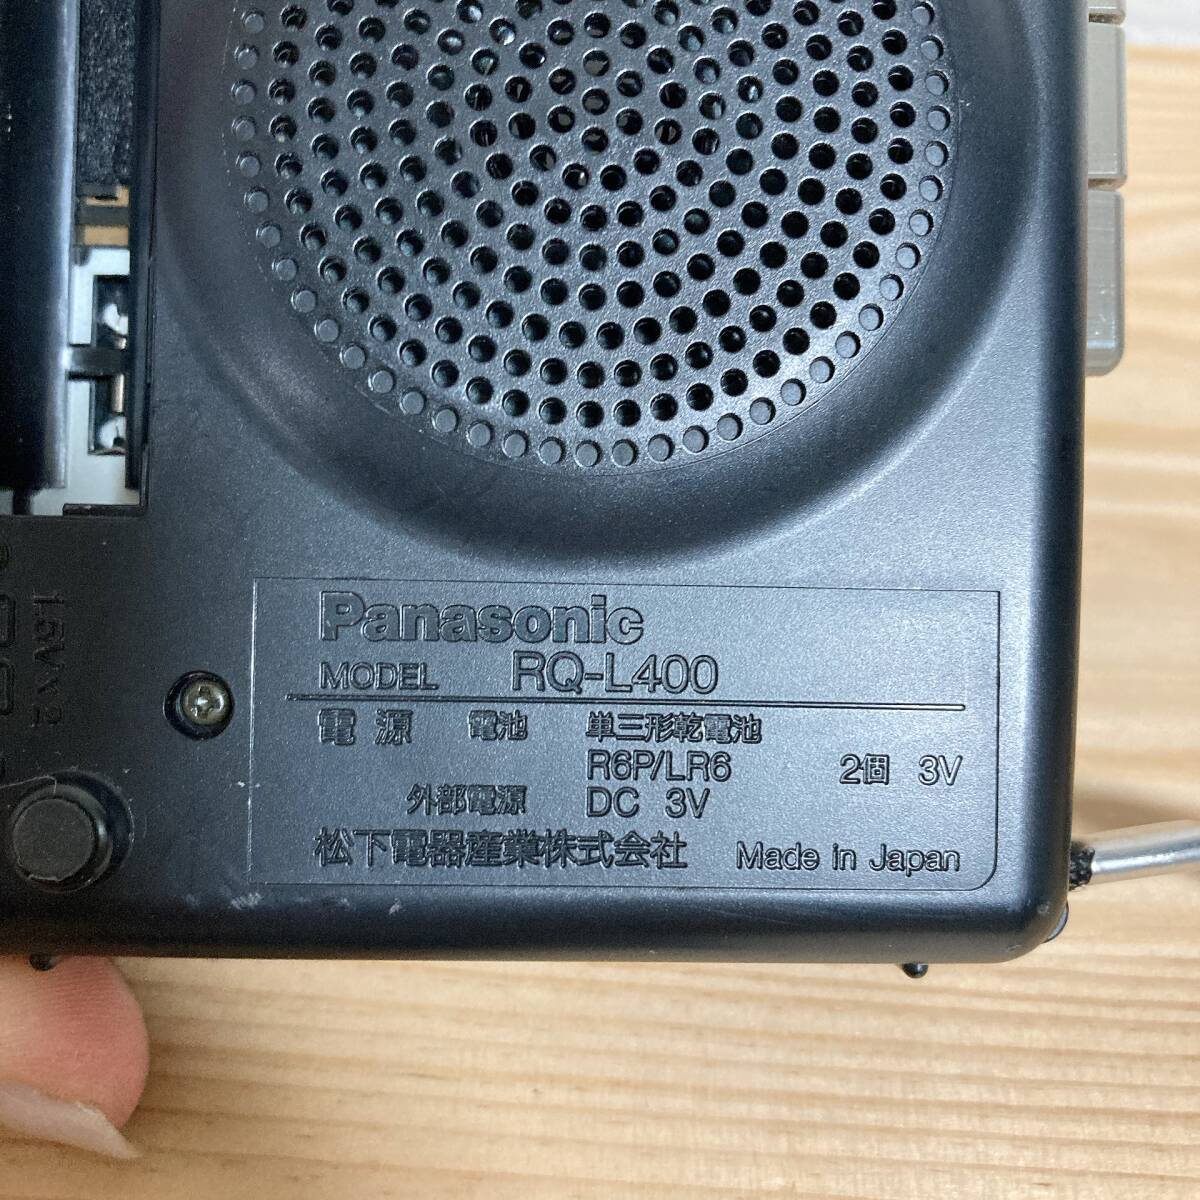 Panasonic
MODEL RQ-L400
電源 電池 単三形乾電池
R6P/LR6 2個 3V
外部電源 DC 3V
松下電器産業株式会社 Made in Japan
1.5V×2